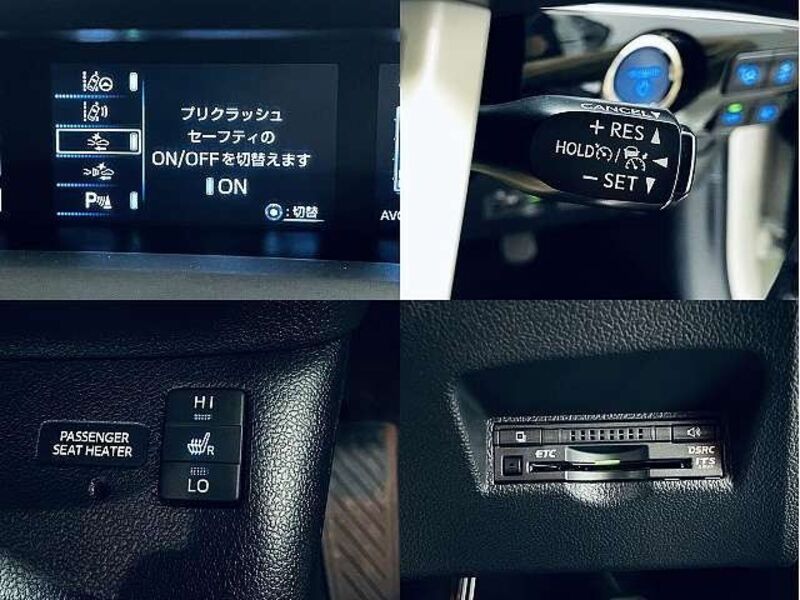 プリクラッシュ
セーフティの
ON/OFFを切替えます
ON
:切替
P
AVG
CANCEL▼
+RES▲
HOLD / ◀
−SET▼
PASSENGER
SEAT HEATER
HI
R
LO
ETC
DSRC
ITS